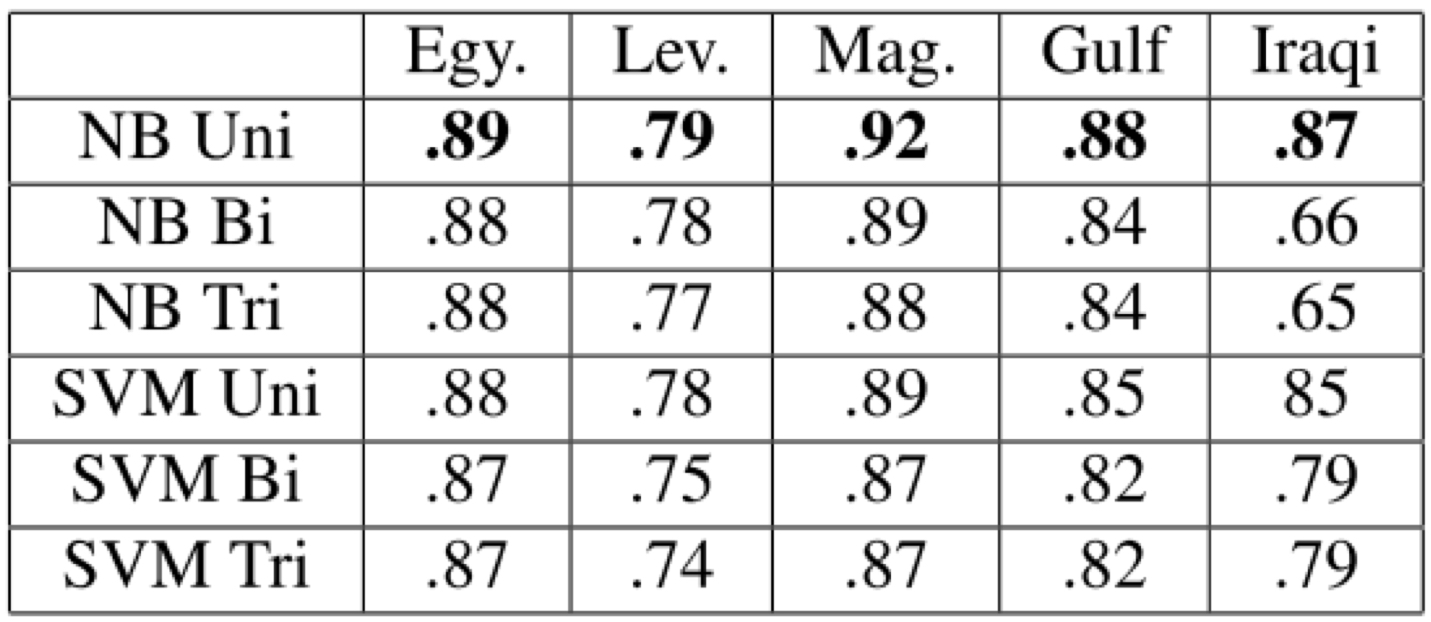 Egy. Lev. Mag. Gulf Iraqi
NB Uni .89 .79 .92 .88 .87
NB Bi .88 .78 .89 .84 .66
NB Tri .88 .77 .88 .84 .65
SVM Uni .88 .78 .89 .85 85
SVM Bi .87 .75 .87 .82 .79
SVM Tri .87 .74 .87 .82 .79